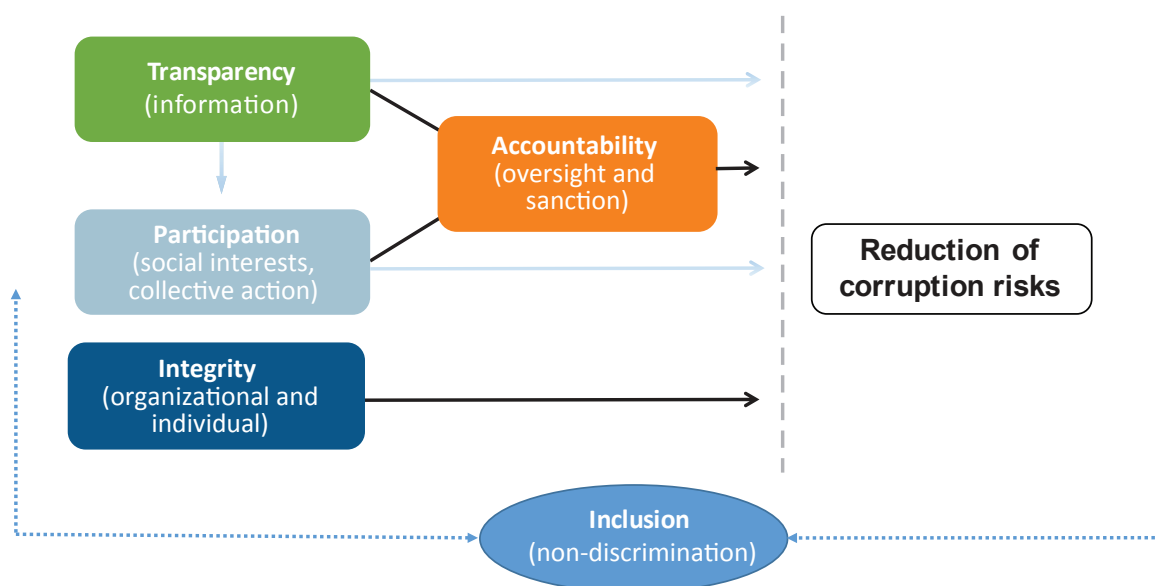 Transparency
(information)
Accountability
(oversight and
sanction)
Participation
(social interests,
collective action)
Reduction of
corruption risks
Integrity
(organizational and
individual)
Inclusion
(non-discrimination)